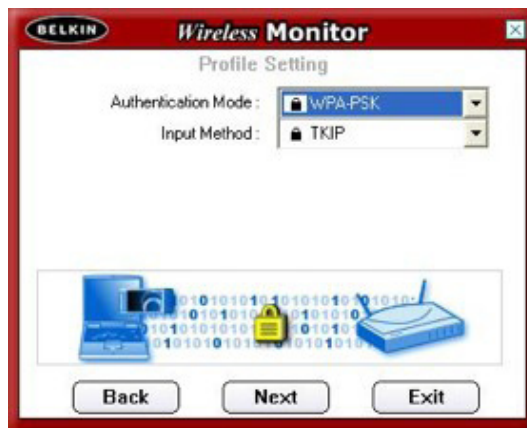 BELKIN Wireless Monitor
Profile Setting
Authentication Mode : WPA-PSK
Input Method : TKIP
Back Next Exit